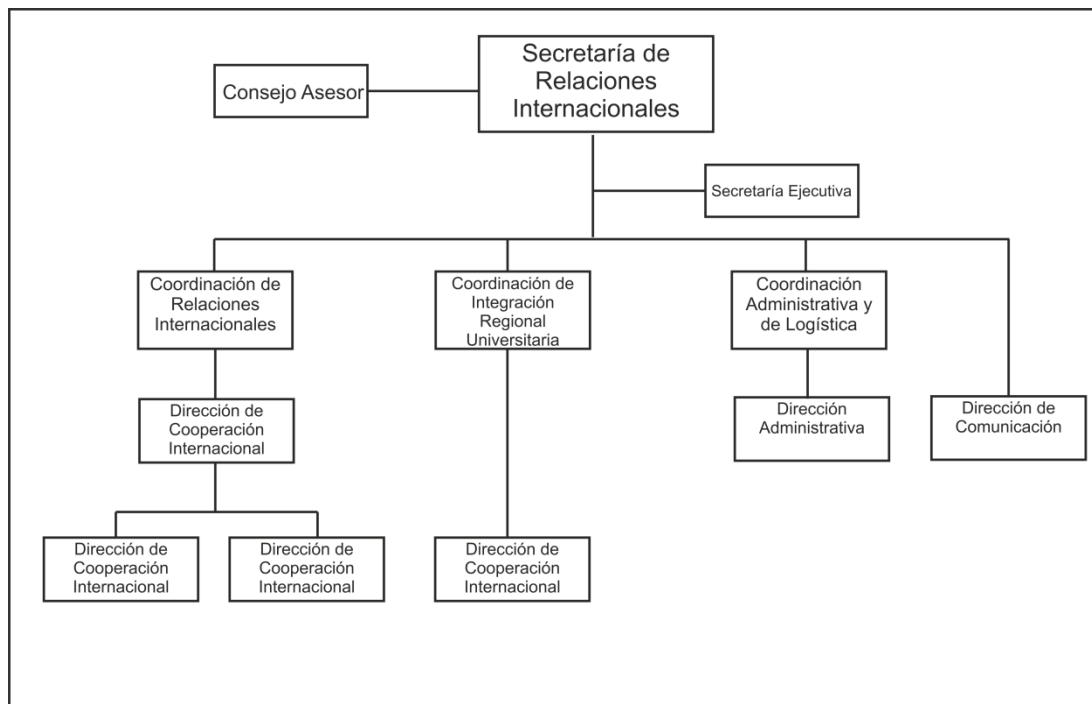 Secretaría de
Relaciones
Internacionales
Consejo Asesor
Secretaría Ejecutiva
Coordinación de
Relaciones
Internacionales
Coordinación de
Integración
Regional
Universitaria
Coordinación
Administrativa y
de Logística
Dirección de
Cooperación
Internacional
Dirección
Administrativa
Dirección de
Comunicación
Dirección de
Cooperación
Internacional
Dirección de
Cooperación
Internacional
Dirección de
Cooperación
Internacional